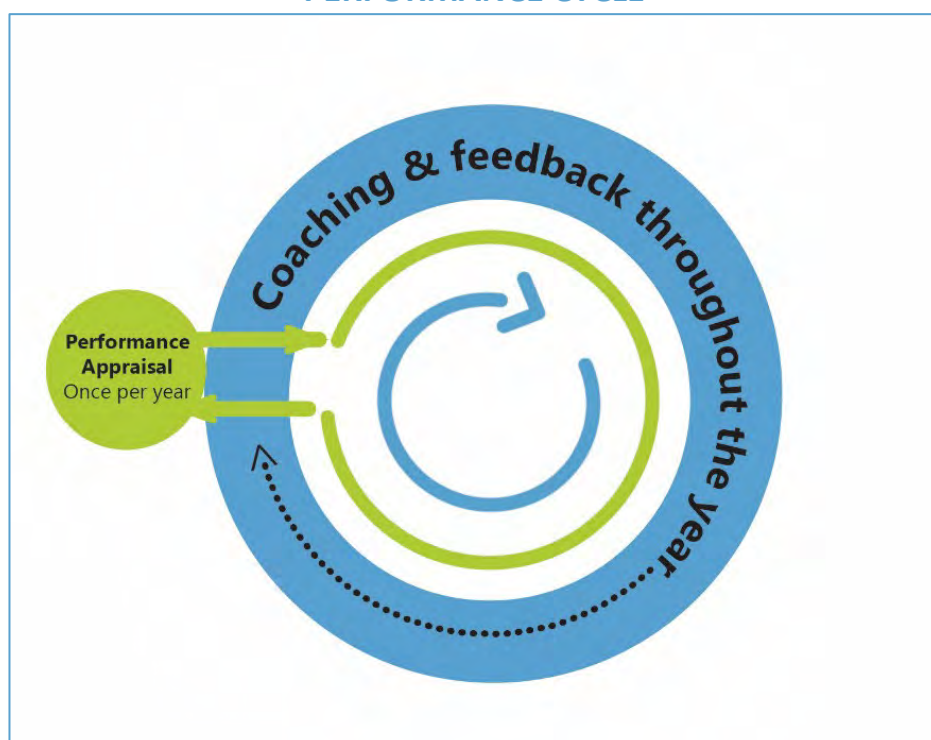 Coaching & feedback throughout the year
Performance
Appraisal
Once per year